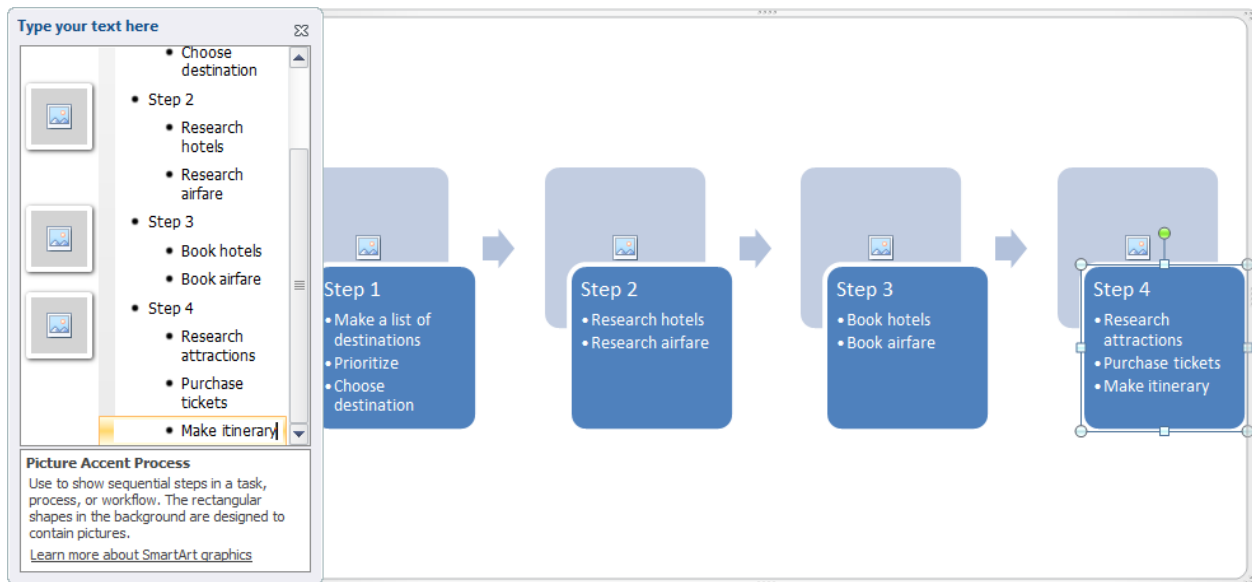 Type your text here
• Choose
destination
• Step 2
• Research
hotels
• Research
airfare
• Step 3
• Book hotels
• Book airfare
• Step 4
• Research
attractions
• Purchase
tickets
• Make itinerary
Picture Accent Process
Use to show sequential steps in a task,
process, or workflow. The rectangular
shapes in the background are designed to
contain pictures.
Learn more about SmartArt graphics
Step 1
• Make a list of
destinations
• Prioritize
• Choose
destination
Step 2
• Research hotels
• Research airfare
Step 3
• Book hotels
• Book airfare
Step 4
• Research
attractions
• Purchase tickets
• Make itinerary